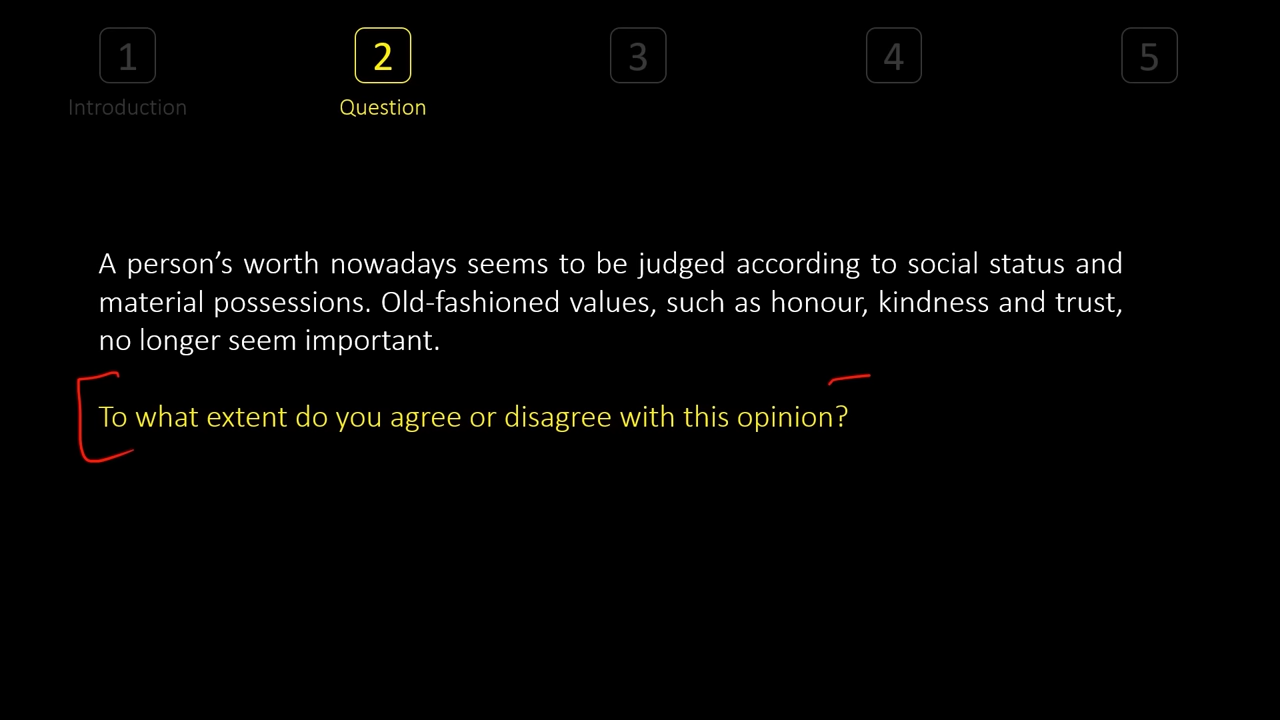 1 2 3 4 5
Introduction Question
A person’s worth nowadays seems to be judged according to social status and
material possessions. Old-fashioned values, such as honour, kindness and trust,
no longer seem important.
To what extent do you agree or disagree with this opinion?